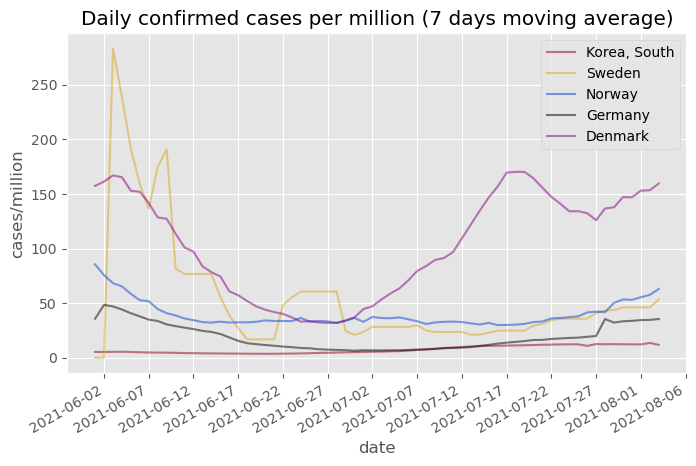 Daily confirmed cases per million (7 days moving average)
Korea, South
Sweden
Norway
Germany
Denmark
cases/million
250
200
150
100
50
0
2021-06-02
2021-06-07
2021-06-12
2021-06-17
2021-06-22
2021-06-27
2021-07-02
2021-07-07
2021-07-12
2021-07-17
2021-07-22
2021-07-27
2021-08-01
2021-08-06
date